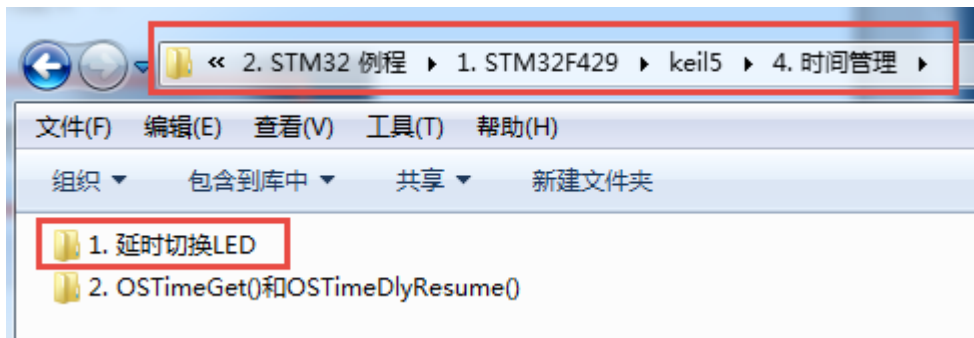 « 2. STM32 例程 ▸ 1. STM32F429 ▸ keil5 ▸ 4. 时间管理 ▸
文件(F) 编辑(E) 查看(V) 工具(T) 帮助(H)
组织 ▼ 包含到库中 ▼ 共享 ▼ 新建文件夹
1. 延时切换LED
2. OSTimeGet()和OSTimeDlyResume()